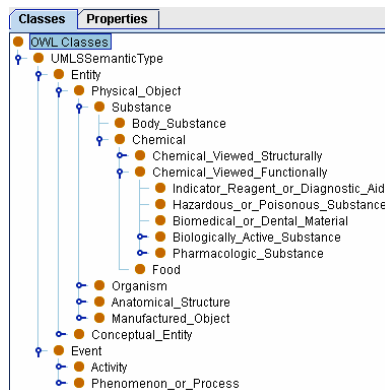 Classes Properties
OWL Classes
UMLSSemanticType
Entity
Physical_Object
Substance
Body_Substance
Chemical
Chemical_Viewed_Structurally
Chemical_Viewed_Functionally
Indicator_Reagent_or_Diagnostic_Aid
Hazardous_or_Poisonous_Substance
Biomedical_or_Dental_Material
Biologically_Active_Substance
Pharmacologic_Substance
Food
Organism
Anatomical_Structure
Manufactured_Object
Conceptual_Entity
Event
Activity
Phenomenon_or_Process